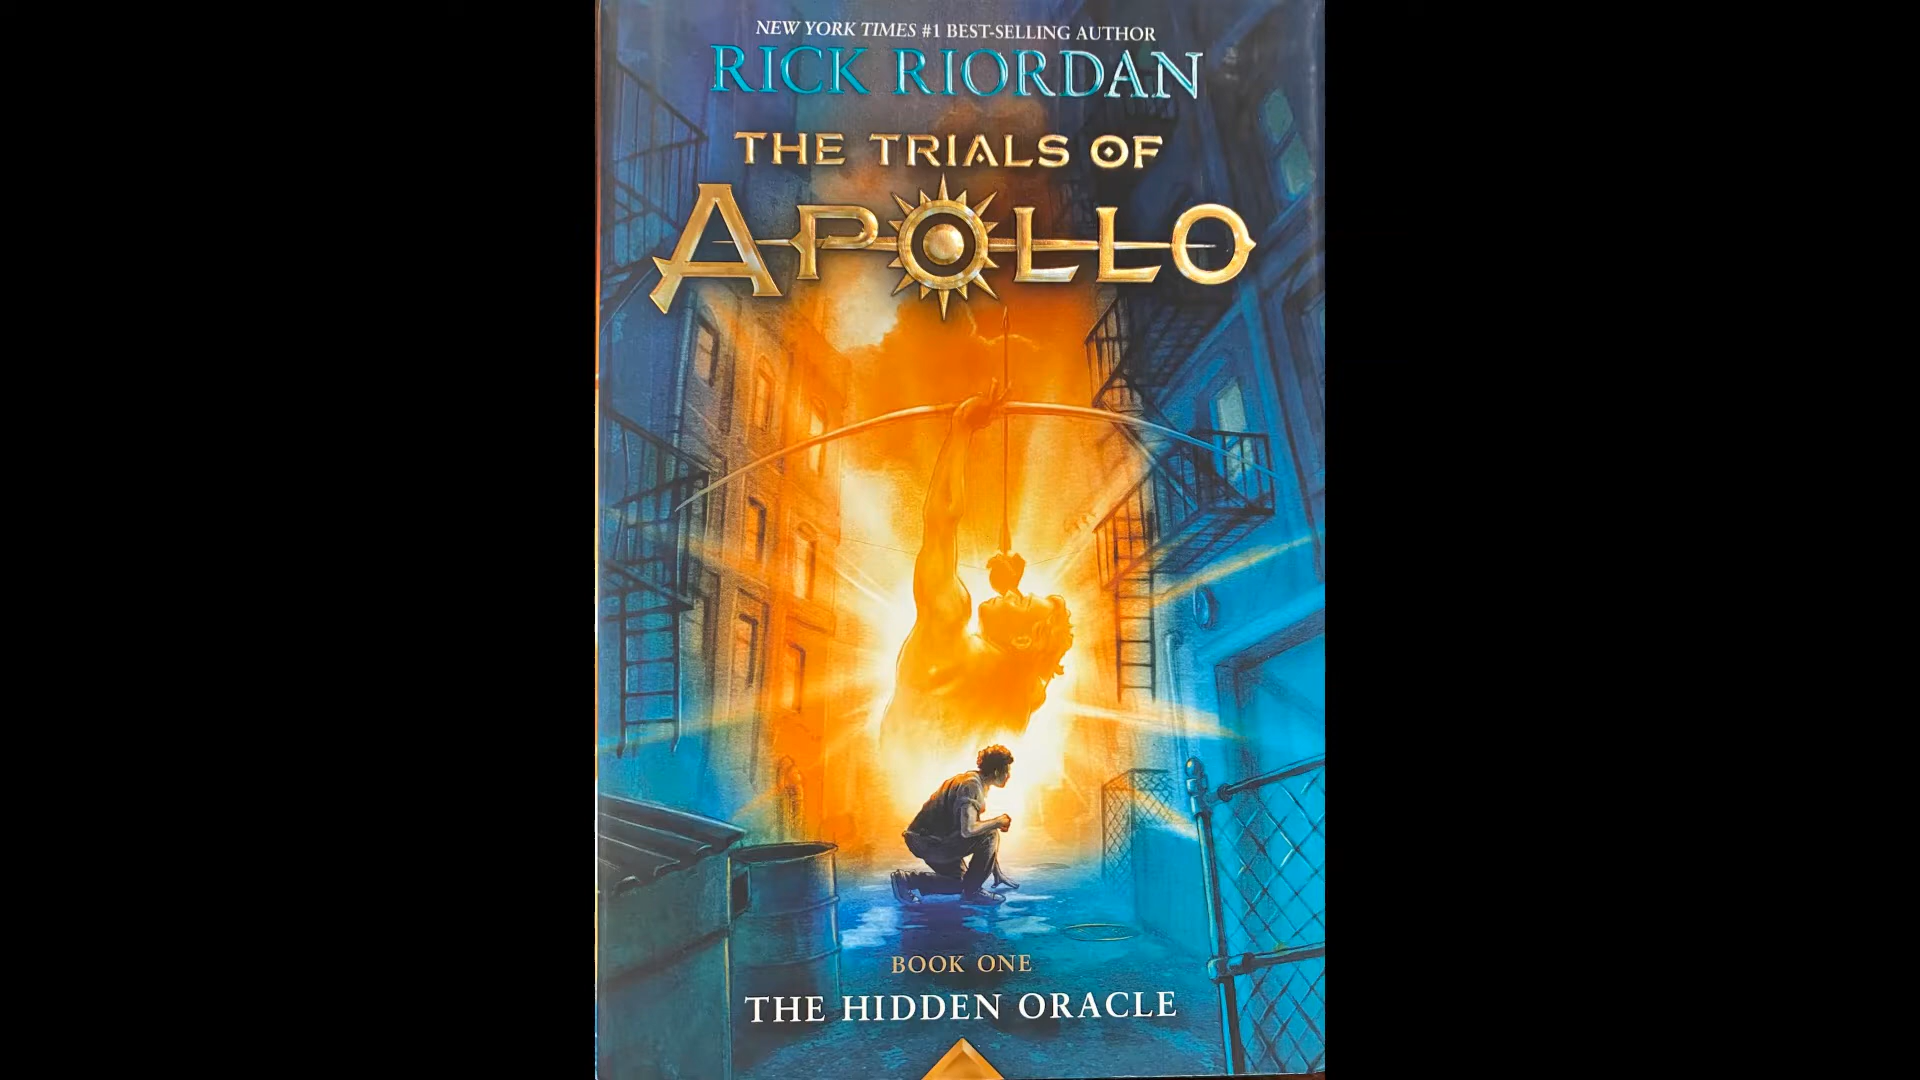 NEW YORK TIMES #1 BEST-SELLING AUTHOR
RICK RIORDAN
THE TRIALS OF
APOLLO
BOOK ONE
THE HIDDEN ORACLE